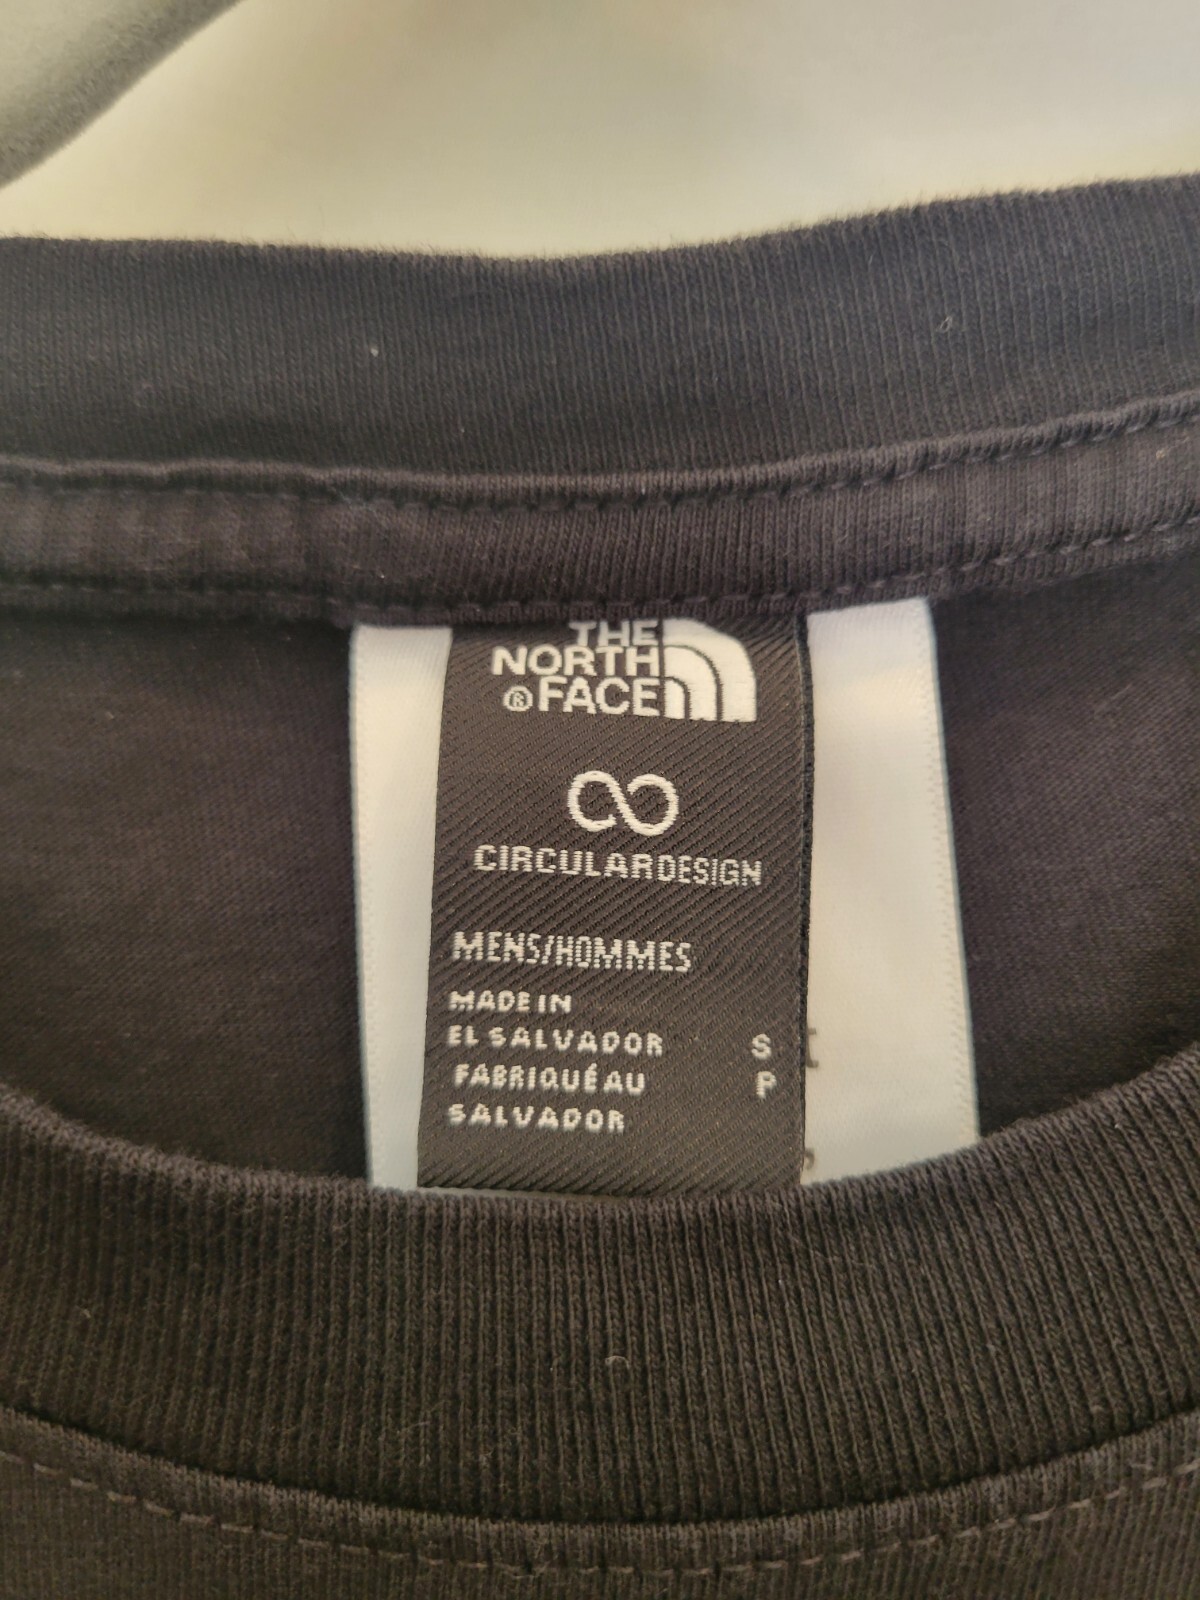 THE
NORTH
® FACE
CIRCULARDESIGN
MENS/HOMMES
MADE IN
EL SALVADOR S
FABRIQUÉ AU P
SALVADOR